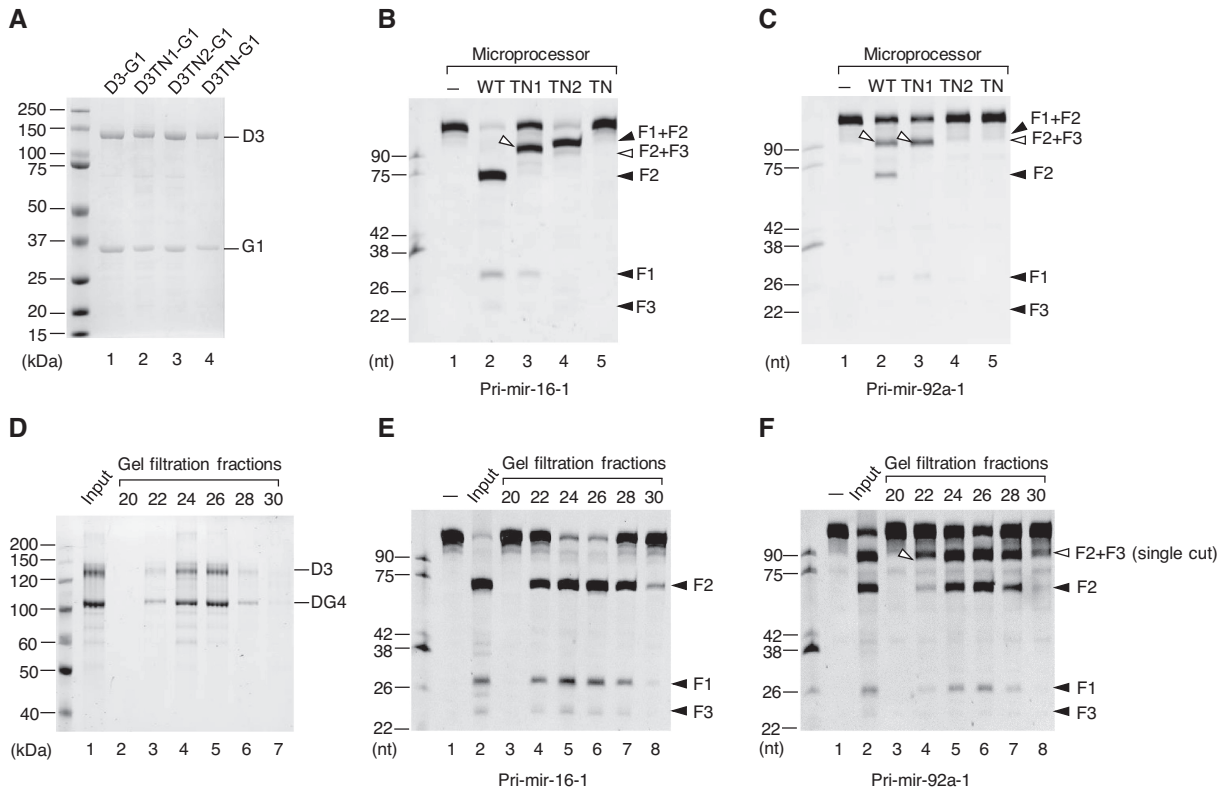 A
D3-G1
D3TN1-G1
D3TN2-G1
D3TN-G1
250
150
100
75
50
37
25
20
15
D3
G1
(kDa)
1 2 3 4
B
Microprocessor
– WT TN1 TN2 TN
90
75
42
38
26
22
F1+F2
F2+F3
F2
F1
F3
(nt)
1 2 3 4 5
Pri-mir-16-1
C
Microprocessor
– WT TN1 TN2 TN
90
75
42
38
26
22
F1+F2
F2+F3
F2
F1
F3
(nt)
1 2 3 4 5
Pri-mir-92a-1
D
Gel filtration fractions
Input 20 22 24 26 28 30
200
150
120
100
60
50
40
D3
DG4
(kDa)
1 2 3 4 5 6 7
E
Gel filtration fractions
– Input 20 22 24 26 28 30
90
75
42
38
26
22
F2
F1
F3
(nt)
1 2 3 4 5 6 7 8
Pri-mir-16-1
F
Gel filtration fractions
– Input 20 22 24 26 28 30
90
75
42
38
26
22
F2+F3 (single cut)
F2
F1
F3
(nt)
1 2 3 4 5 6 7 8
Pri-mir-92a-1